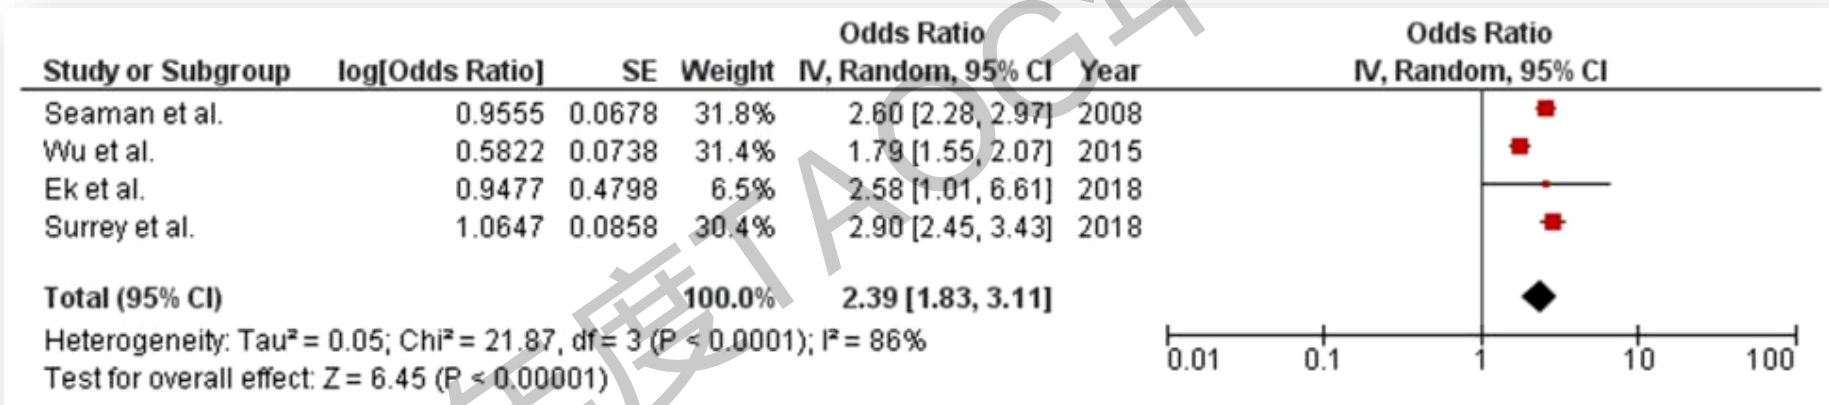 Odds Ratio Odds Ratio
Study or Subgroup log[Odds Ratio] SE Weight IV, Random, 95% CI Year IV, Random, 95% CI
Seaman et al. 0.9555 0.0678 31.8% 2.60 [2.28, 2.97] 2008
Wu et al. 0.5822 0.0738 31.4% 1.79 [1.55, 2.07] 2015
Ek et al. 0.9477 0.4798 6.5% 2.58 [1.01, 6.61] 2018
Surrey et al. 1.0647 0.0858 30.4% 2.90 [2.45, 3.43] 2018
Total (95% CI) 100.0% 2.39 [1.83, 3.11]
Heterogeneity: Tau² = 0.05; Chi² = 21.87, df = 3 (P < 0.0001); I² = 86%
Test for overall effect: Z = 6.45 (P < 0.00001)
0.01 0.1 1 10 100
度TAOG